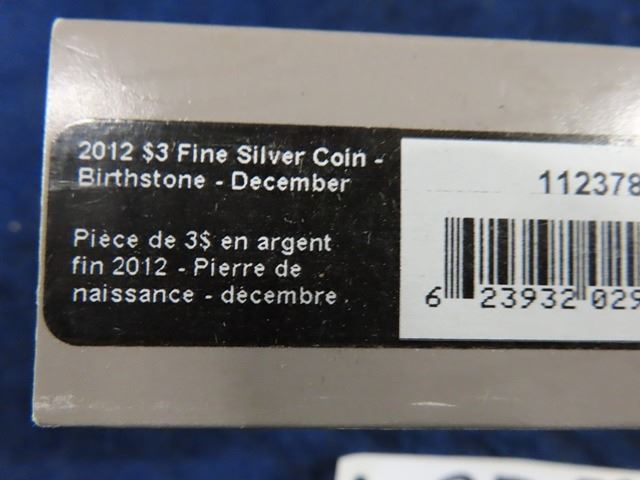 2012 $3 Fine Silver Coin -
Birthstone - December
Pièce de 3$ en argent
fin 2012 - Pierre de
naissance - décembre
112378
6 23932 029